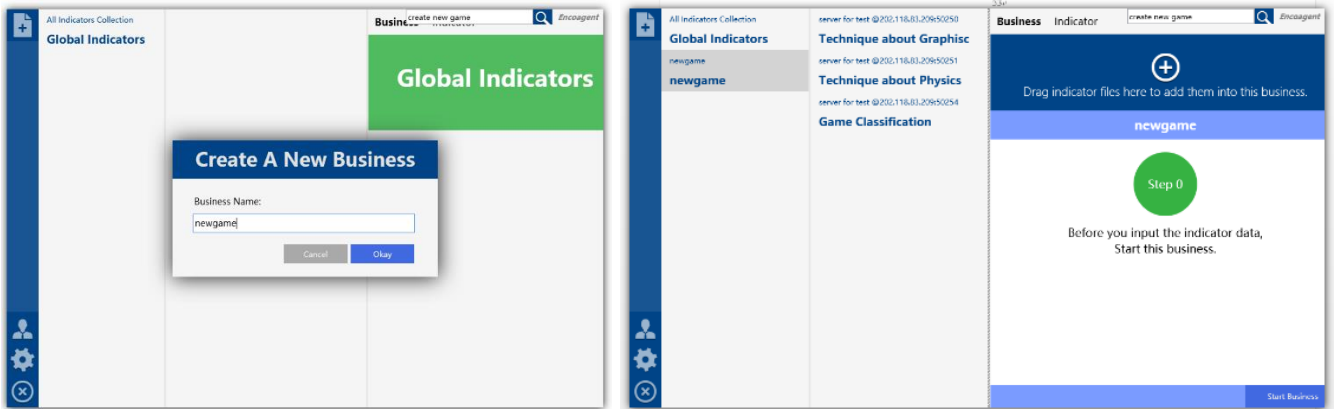 All Indicators Collection
Global Indicators
create new game
Encoagent
Global Indicators
Create A New Business
Business Name:
newgame
Cancel
Okay
All Indicators Collection
Global Indicators
newgame
newgame
server for test @202.118.83.209:50250
Technique about Graphisc
server for test @202.118.83.209:50251
Technique about Physics
server for test @202.118.83.209:50254
Game Classification
Business Indicator
create new game
Encoagent
Drag indicator files here to add them into this business.
newgame
Step 0
Before you input the indicator data,
Start this business.
Start Business